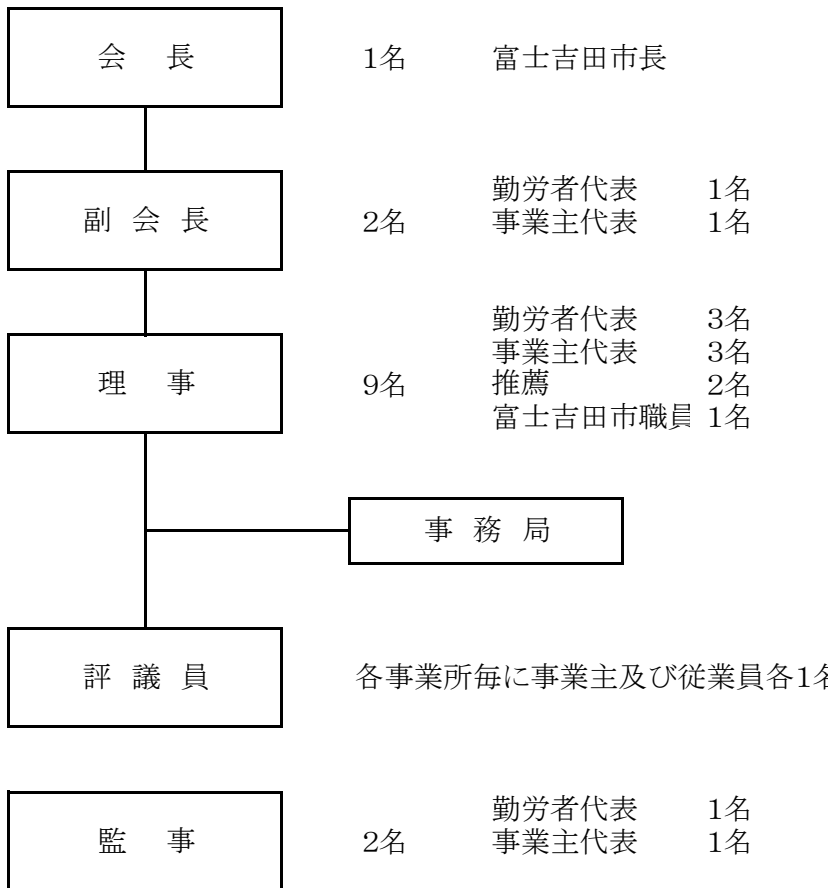 会　長　1名　富士吉田市長
勤労者代表　1名
副 会 長　2名　事業主代表　1名
勤労者代表　3名
事業主代表　3名
理　事　9名　推薦　2名
富士吉田市職員 1名
事 務 局
評 議 員　各事業所毎に事業主及び従業員各1名
勤労者代表　1名
監　事　2名　事業主代表　1名